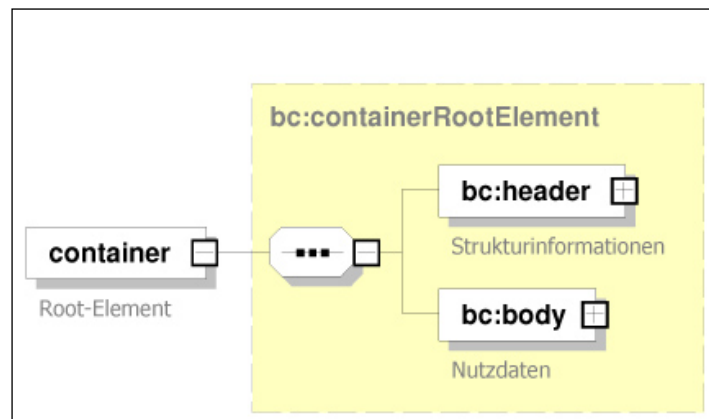 bc:containerRootElement
bc:header
Strukturinformationen
container
Root-Element
bc:body
Nutzdaten